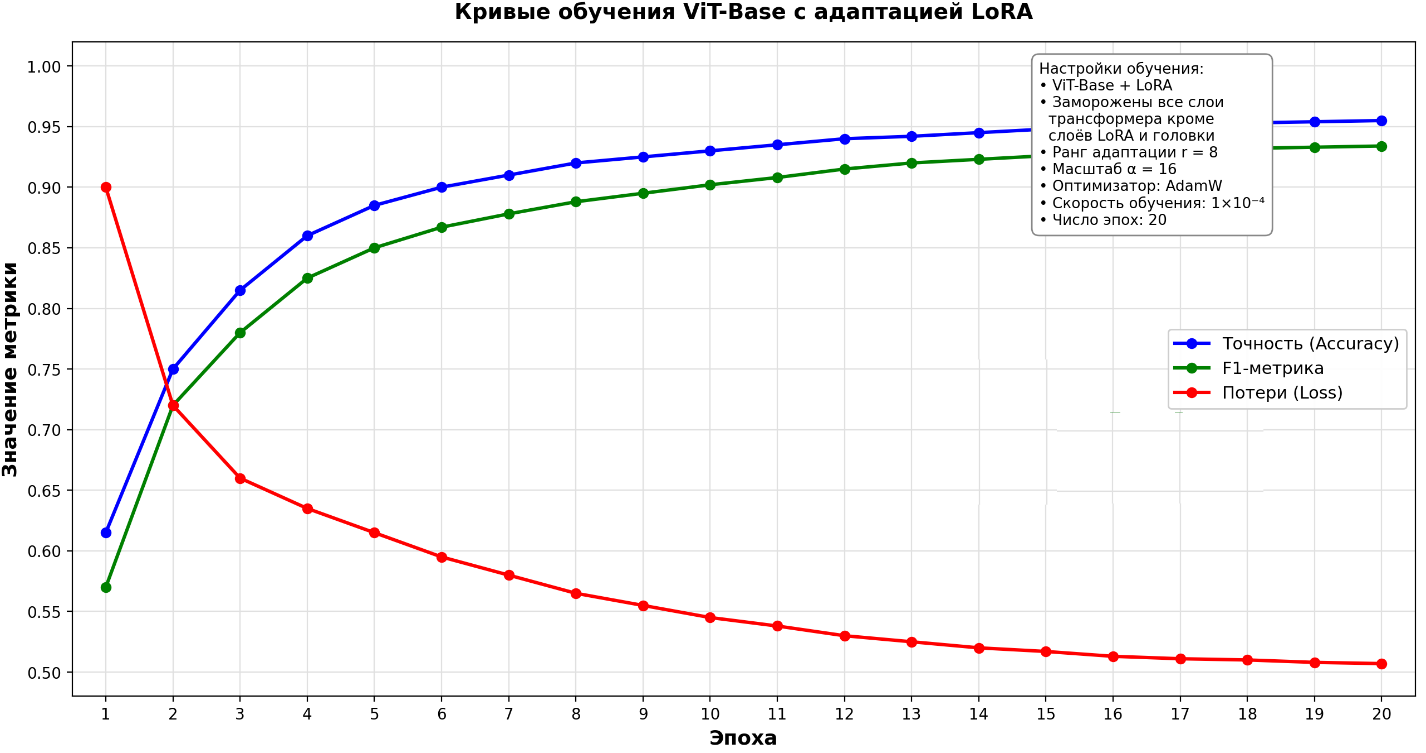 Кривые обучения ViT-Base с адаптацией LoRA
Значение метрики
1.00
0.95
0.90
0.85
0.80
0.75
0.70
0.65
0.60
0.55
0.50
Настройки обучения:
• ViT-Base + LoRA
• Заморожены все слои
трансформера кроме
слоёв LoRA и головки
• Ранг адаптации r = 8
• Масштаб α = 16
• Оптимизатор: AdamW
• Скорость обучения: 1×10⁻⁴
• Число эпох: 20
Точность (Accuracy)
F1-метрика
Потери (Loss)
1 2 3 4 5 6 7 8 9 10 11 12 13 14 15 16 17 18 19 20
Эпоха